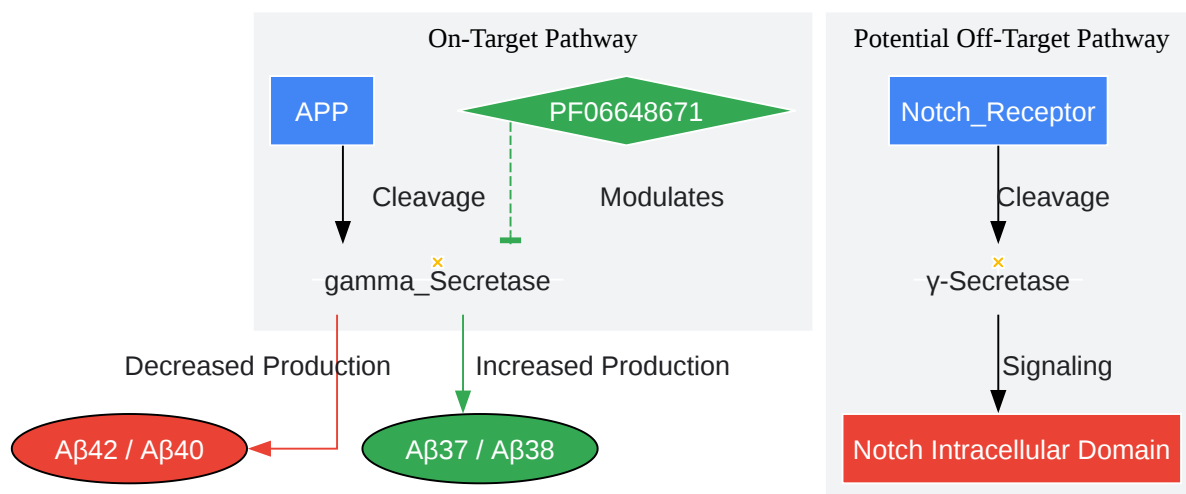 On-Target Pathway
Potential Off-Target Pathway
APP
PF06648671
Notch_Receptor
Cleavage
Modulates
Cleavage
gamma_Secretase
γ-Secretase
Decreased Production
Increased Production
Signaling
Aβ42 / Aβ40
Aβ37 / Aβ38
Notch Intracellular Domain